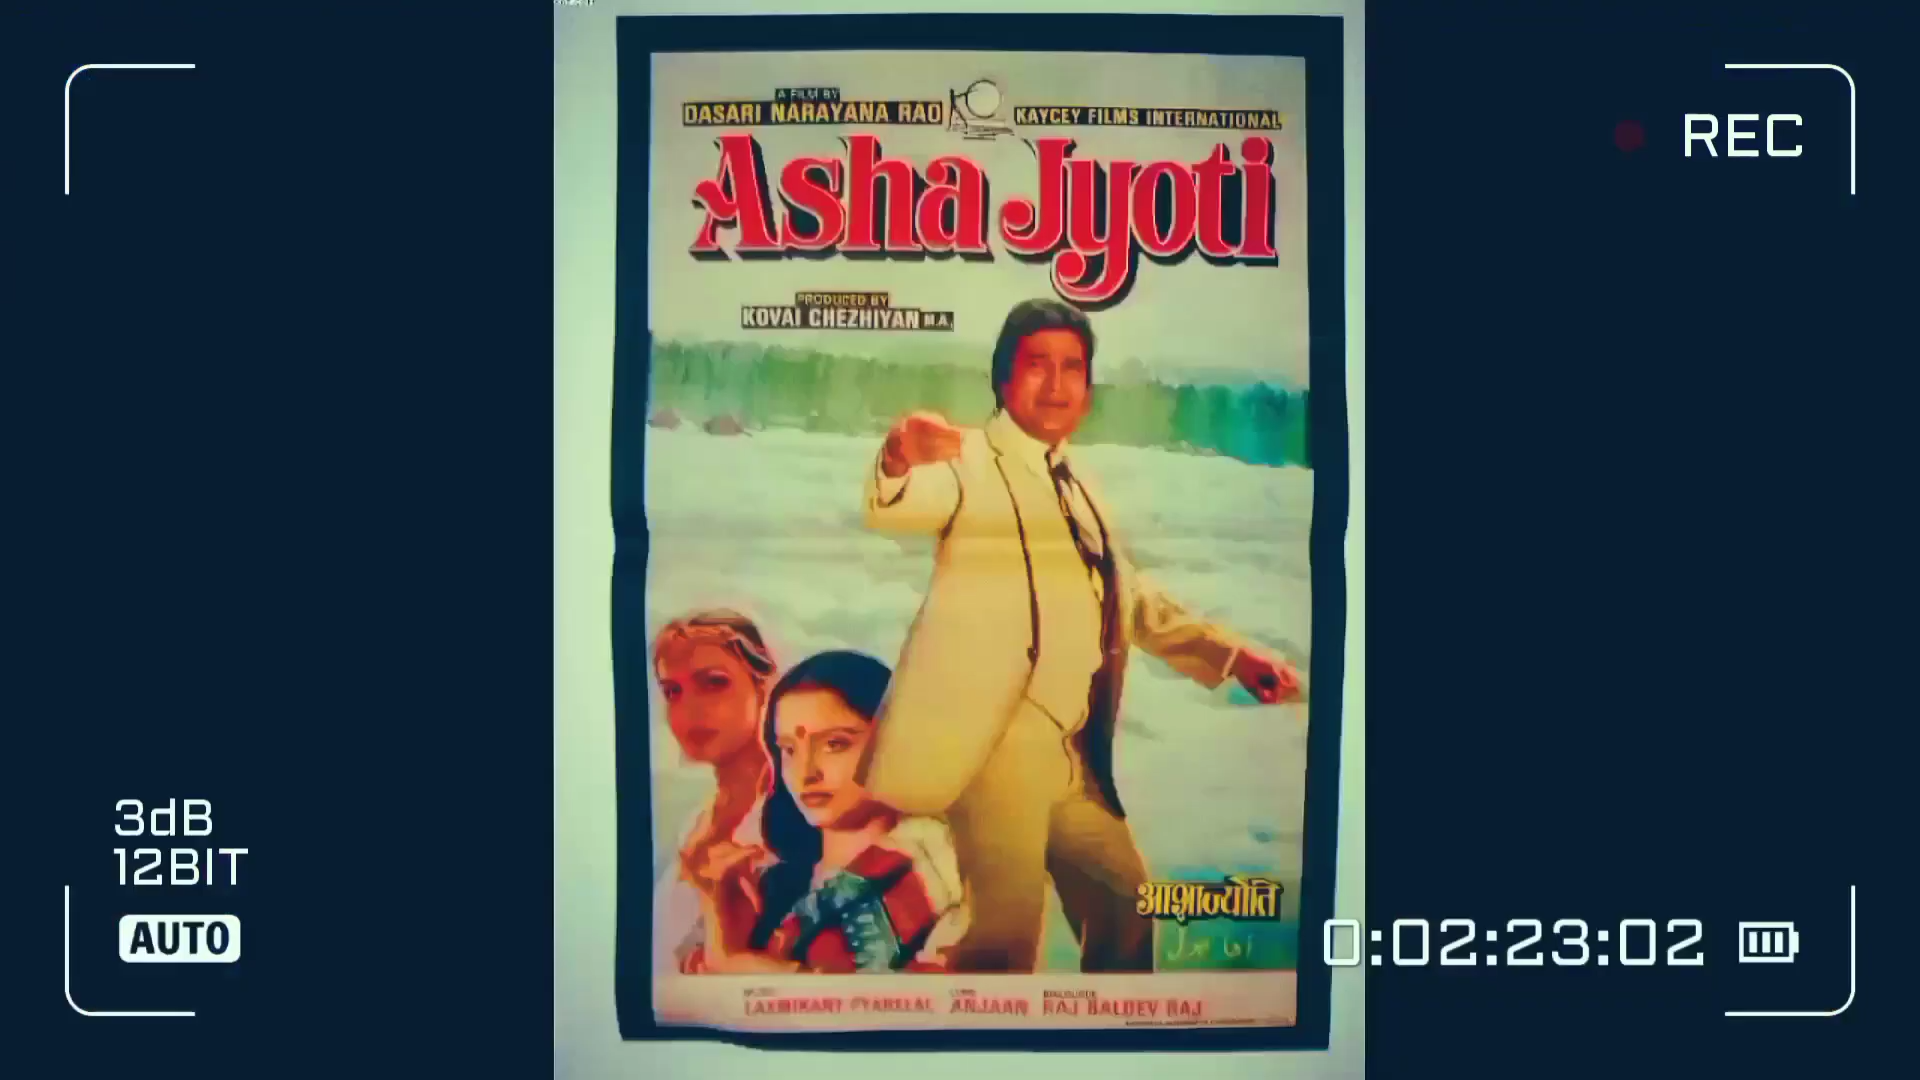 A FILM BY
DASARI NARAYANA RAO
KAYCEY FILMS INTERNATIONAL
Asha Jyoti
PRODUCED BY
KOVAI CHEZHIYAN M.A.
REC
3dB
12BIT
AUTO
आशाज्योति
0:02:23:02
MUSIC
LAXMIKANT PYARELAL
ANJAAN
RAJ BALDEV RAJ